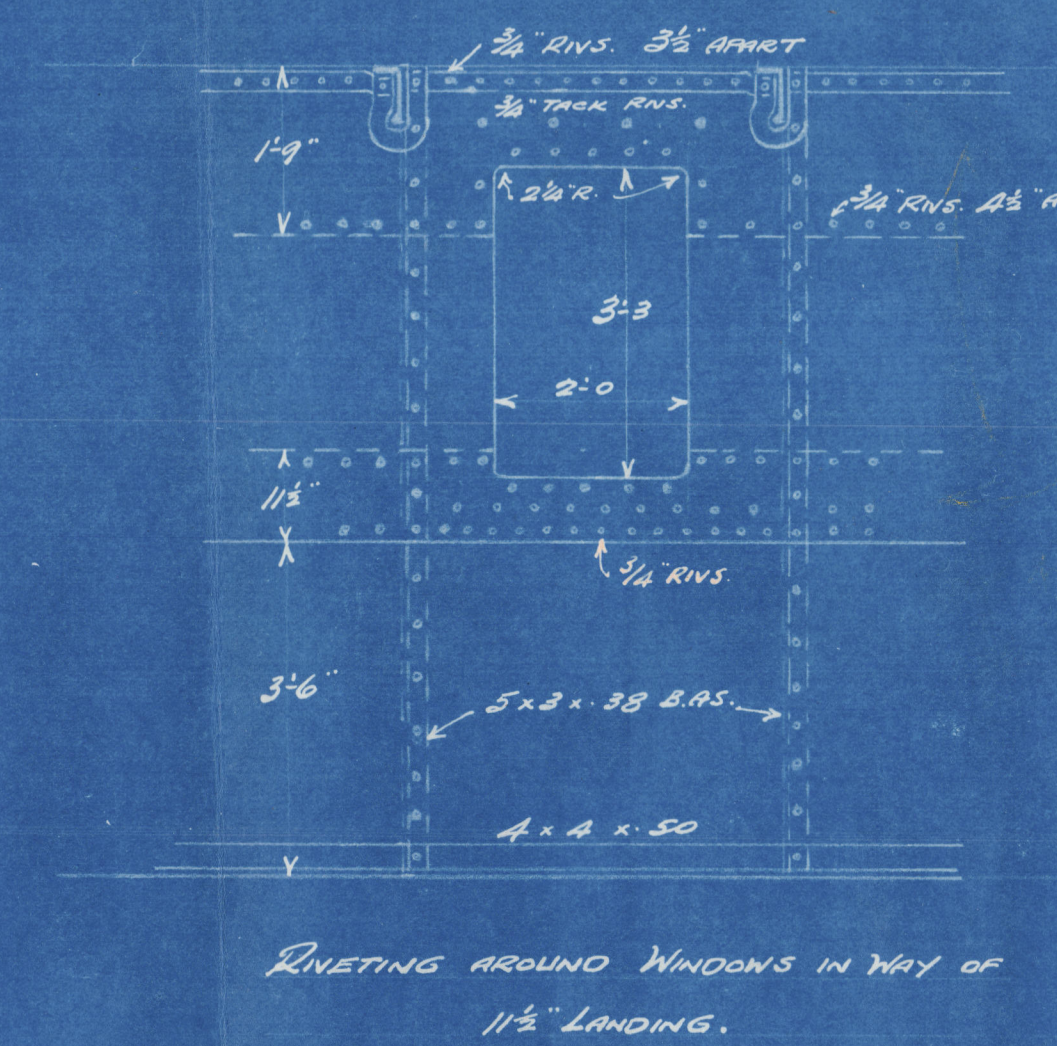 3/4" RIVS. 3½" APART
3/4" TACK RIVS.
1'-9"
2¼" R.
3/4" RIVS. 4½" A
3'-3
2'-0
11½"
3/4" RIVS.
3'-6"
5 x 3 x .38 B.AS.
4 x 4 x .50
RIVETING AROUND WINDOWS IN WAY OF
11½" LANDING.